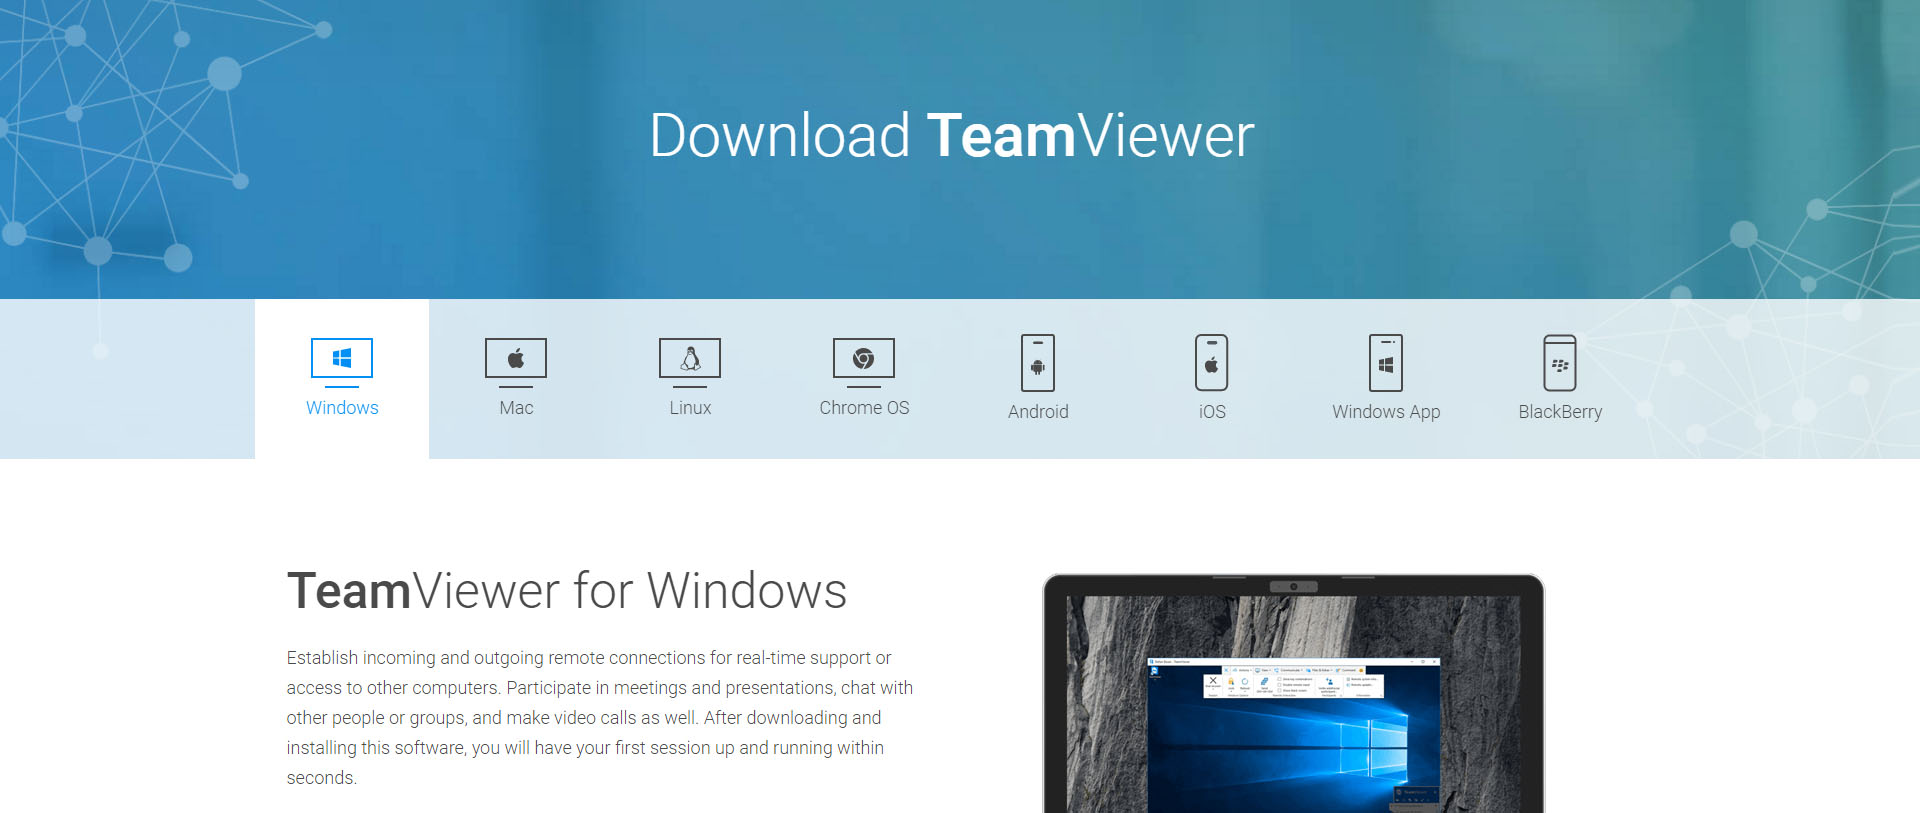 Download TeamViewer
Windows
Mac
Linux
Chrome OS
Android
iOS
Windows App
BlackBerry
TeamViewer for Windows
Establish incoming and outgoing remote connections for real-time support or
access to other computers. Participate in meetings and presentations, chat with
other people or groups, and make video calls as well. After downloading and
installing this software, you will have your first session up and running within
seconds.